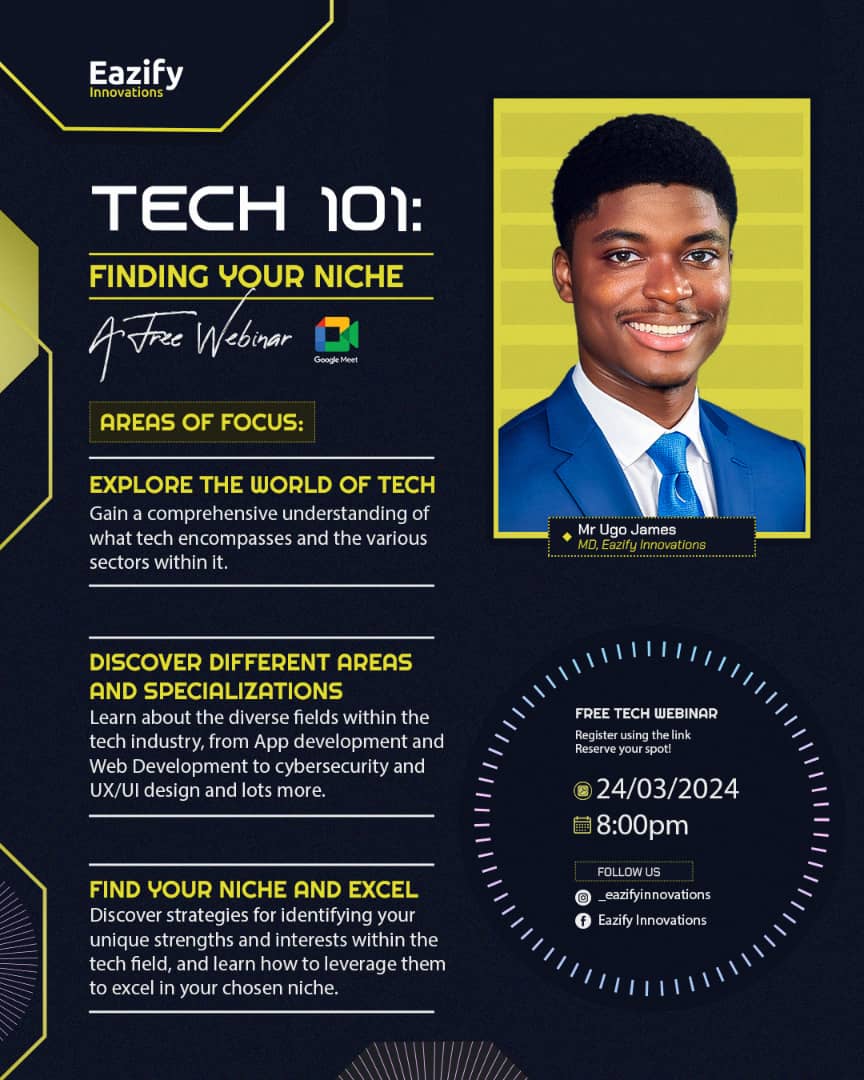 Eazify
Innovations
TECH 101:
FINDING YOUR NICHE
A Free Webinar
Google Meet
AREAS OF FOCUS:
EXPLORE THE WORLD OF TECH
Gain a comprehensive understanding of
what tech encompasses and the various
sectors within it.
DISCOVER DIFFERENT AREAS
AND SPECIALIZATIONS
Learn about the diverse fields within the
tech industry, from App development and
Web Development to cybersecurity and
UX/UI design and lots more.
FIND YOUR NICHE AND EXCEL
Discover strategies for identifying your
unique strengths and interests within the
tech field, and learn how to leverage them
to excel in your chosen niche.
Mr Ugo James
MD, Eazify Innovations
FREE TECH WEBINAR
Register using the link
Reserve your spot!
24/03/2024
8:00pm
FOLLOW US
_eazifyinnovations
Eazify Innovations